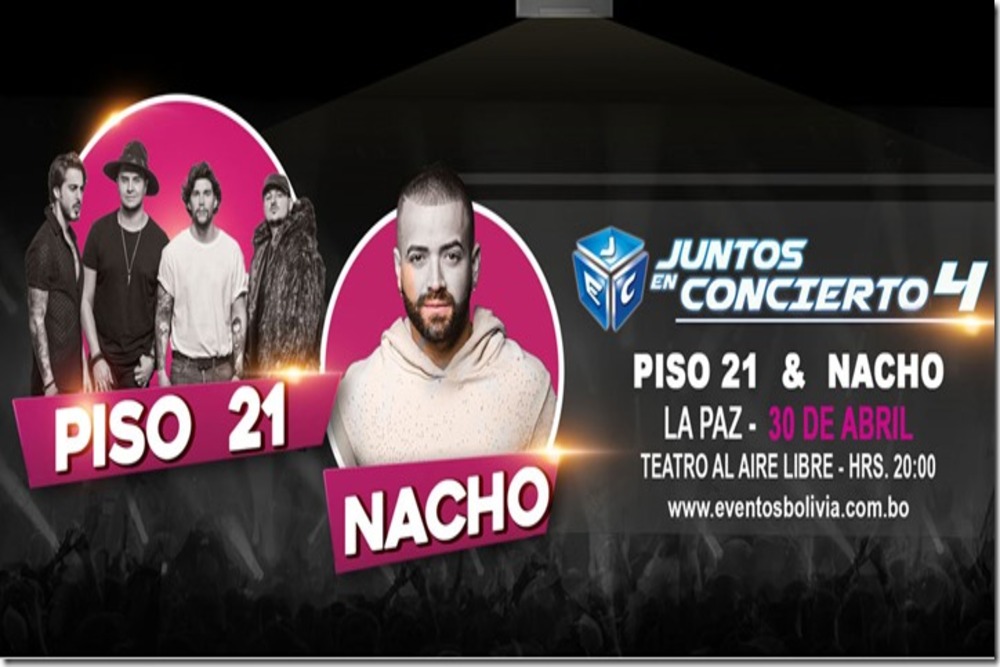 PISO 21
NACHO
JEC
JUNTOS
EN CONCIERTO 4
PISO 21 & NACHO
LA PAZ - 30 DE ABRIL
TEATRO AL AIRE LIBRE - HRS. 20:00
www.eventosbolivia.com.bo